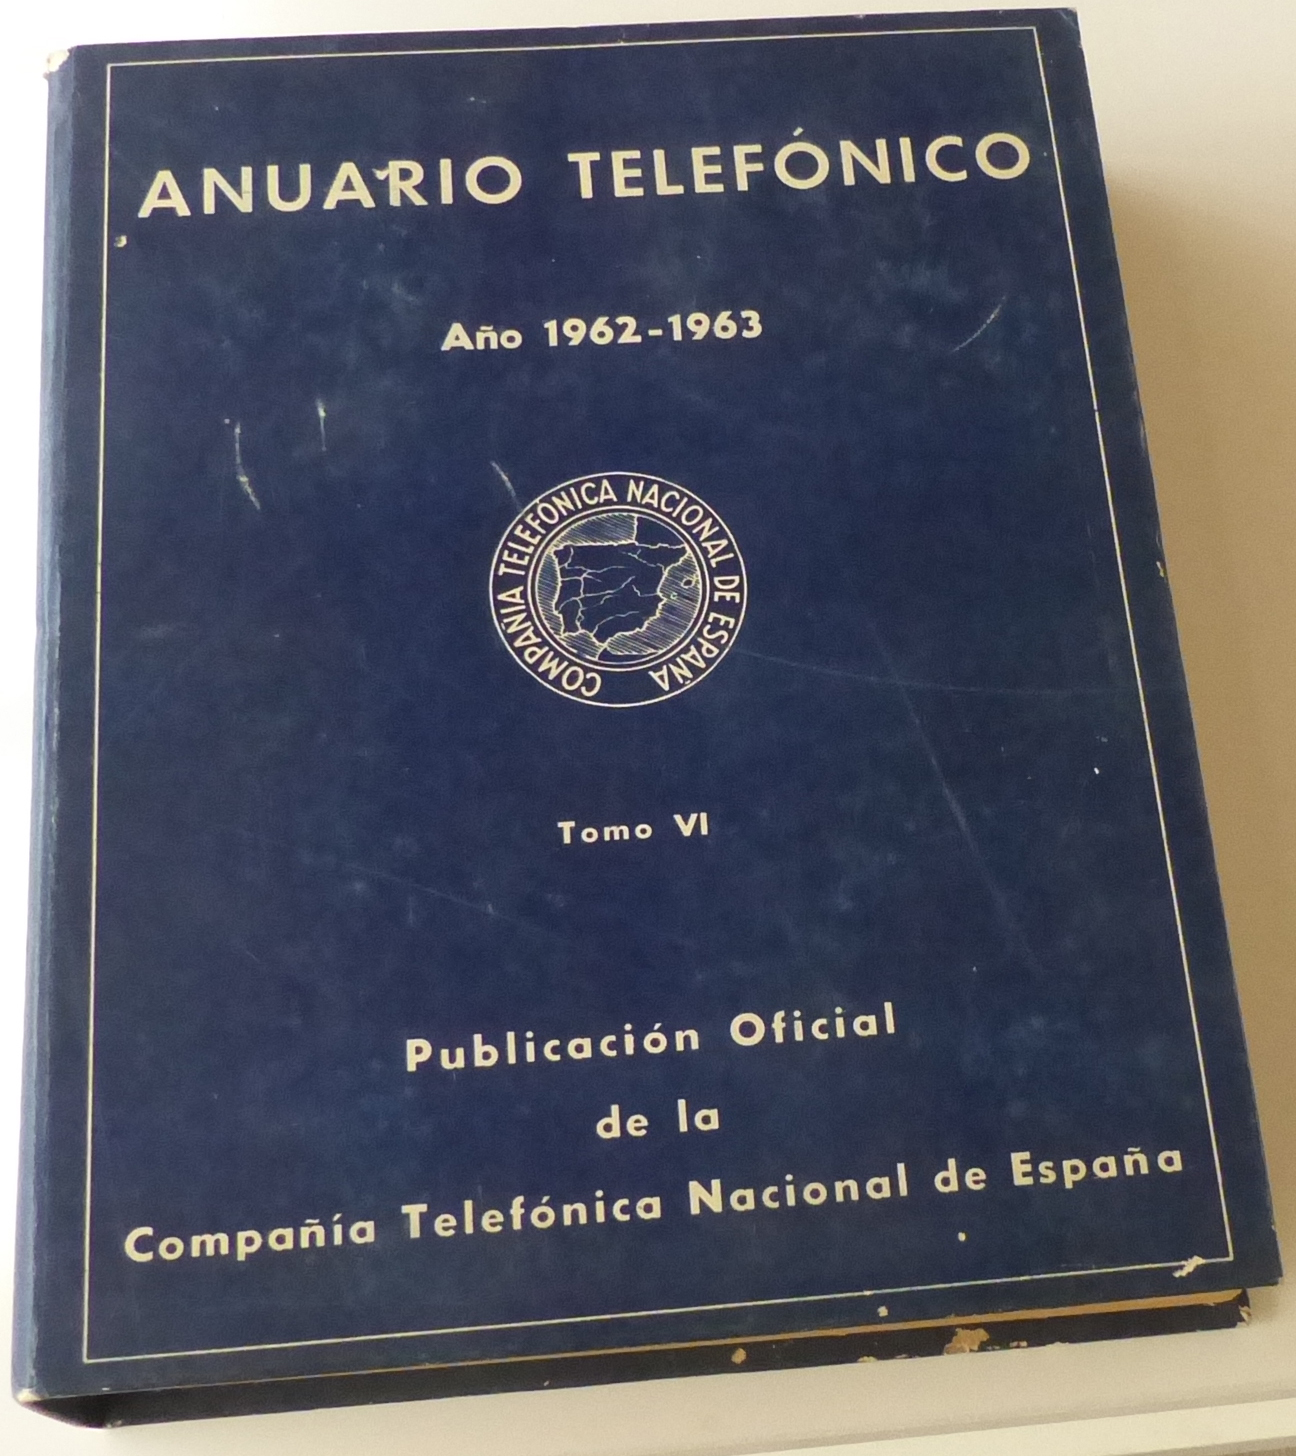 ANUARIO TELEFÓNICO
Año 1962-1963
COMPAÑIA TELEFÓNICA NACIONAL DE ESPAÑA
Tomo VI
Publicación Oficial
de la
Compañía Telefónica Nacional de España